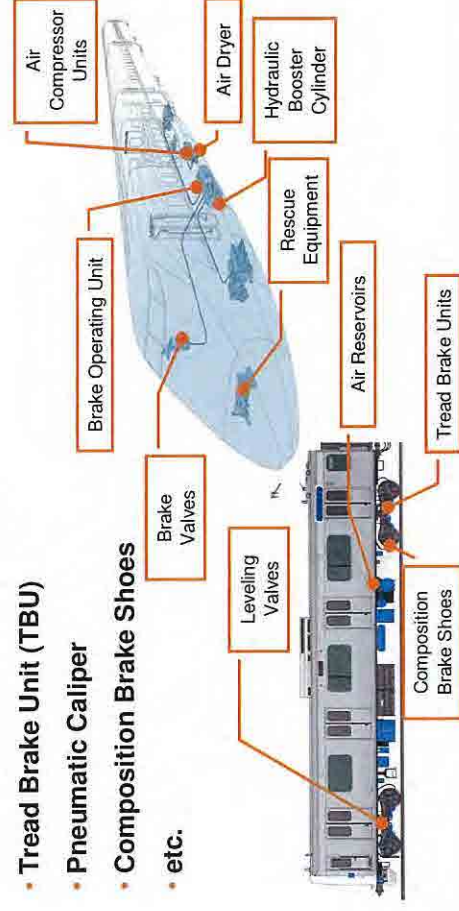 • Tread Brake Unit (TBU)
• Pneumatic Caliper
• Composition Brake Shoes
• etc.
Air
Compressor
Units
Air Dryer
Brake Operating Unit
Hydraulic
Booster
Cylinder
Rescue
Equipment
Brake
Valves
Air Reservoirs
Leveling
Valves
Tread Brake Units
Composition
Brake Shoes